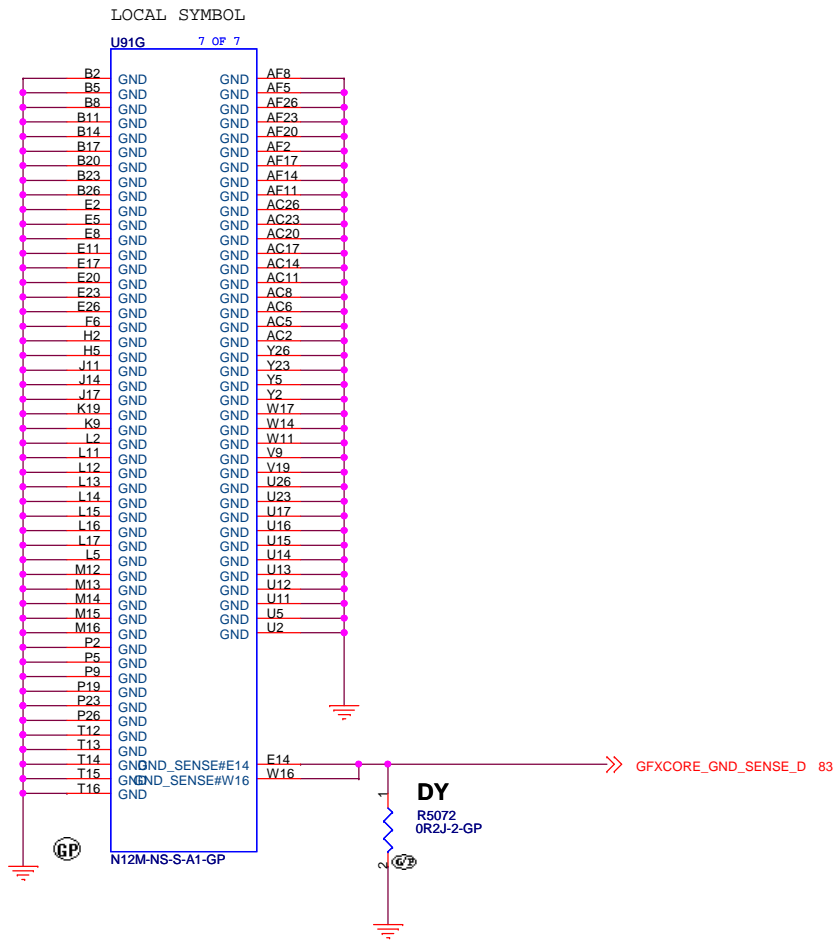 LOCAL SYMBOL
U91G 7 OF 7
B2 GND GND AF8
B5 GND GND AF5
B8 GND GND AF26
B11 GND GND AF23
B14 GND GND AF20
B17 GND GND AF2
B20 GND GND AF17
B23 GND GND AF14
B26 GND GND AF11
E2 GND GND AC26
E5 GND GND AC23
E8 GND GND AC20
E11 GND GND AC17
E17 GND GND AC14
E20 GND GND AC11
E23 GND GND AC8
E26 GND GND AC6
F6 GND GND AC5
H2 GND GND AC2
H5 GND GND Y26
J11 GND GND Y23
J14 GND GND Y5
J17 GND GND Y2
K19 GND GND W17
K9 GND GND W14
L2 GND GND W11
L11 GND GND V9
L12 GND GND V19
L13 GND GND U26
L14 GND GND U23
L15 GND GND U17
L16 GND GND U16
L17 GND GND U15
L5 GND GND U14
M12 GND GND U13
M13 GND GND U12
M14 GND GND U11
M15 GND GND U5
M16 GND GND U2
P2 GND
P5 GND
P9 GND
P19 GND
P23 GND
P26 GND
T12 GND
T13 GND
T14 GND GND_SENSE#E14 E14 GFXCORE_GND_SENSE_D 83
T15 GND GND_SENSE#W16 W16
T16 GND
1 DY
R5072
0R2J-2-GP
GP
2 G/P
N12M-NS-S-A1-GP